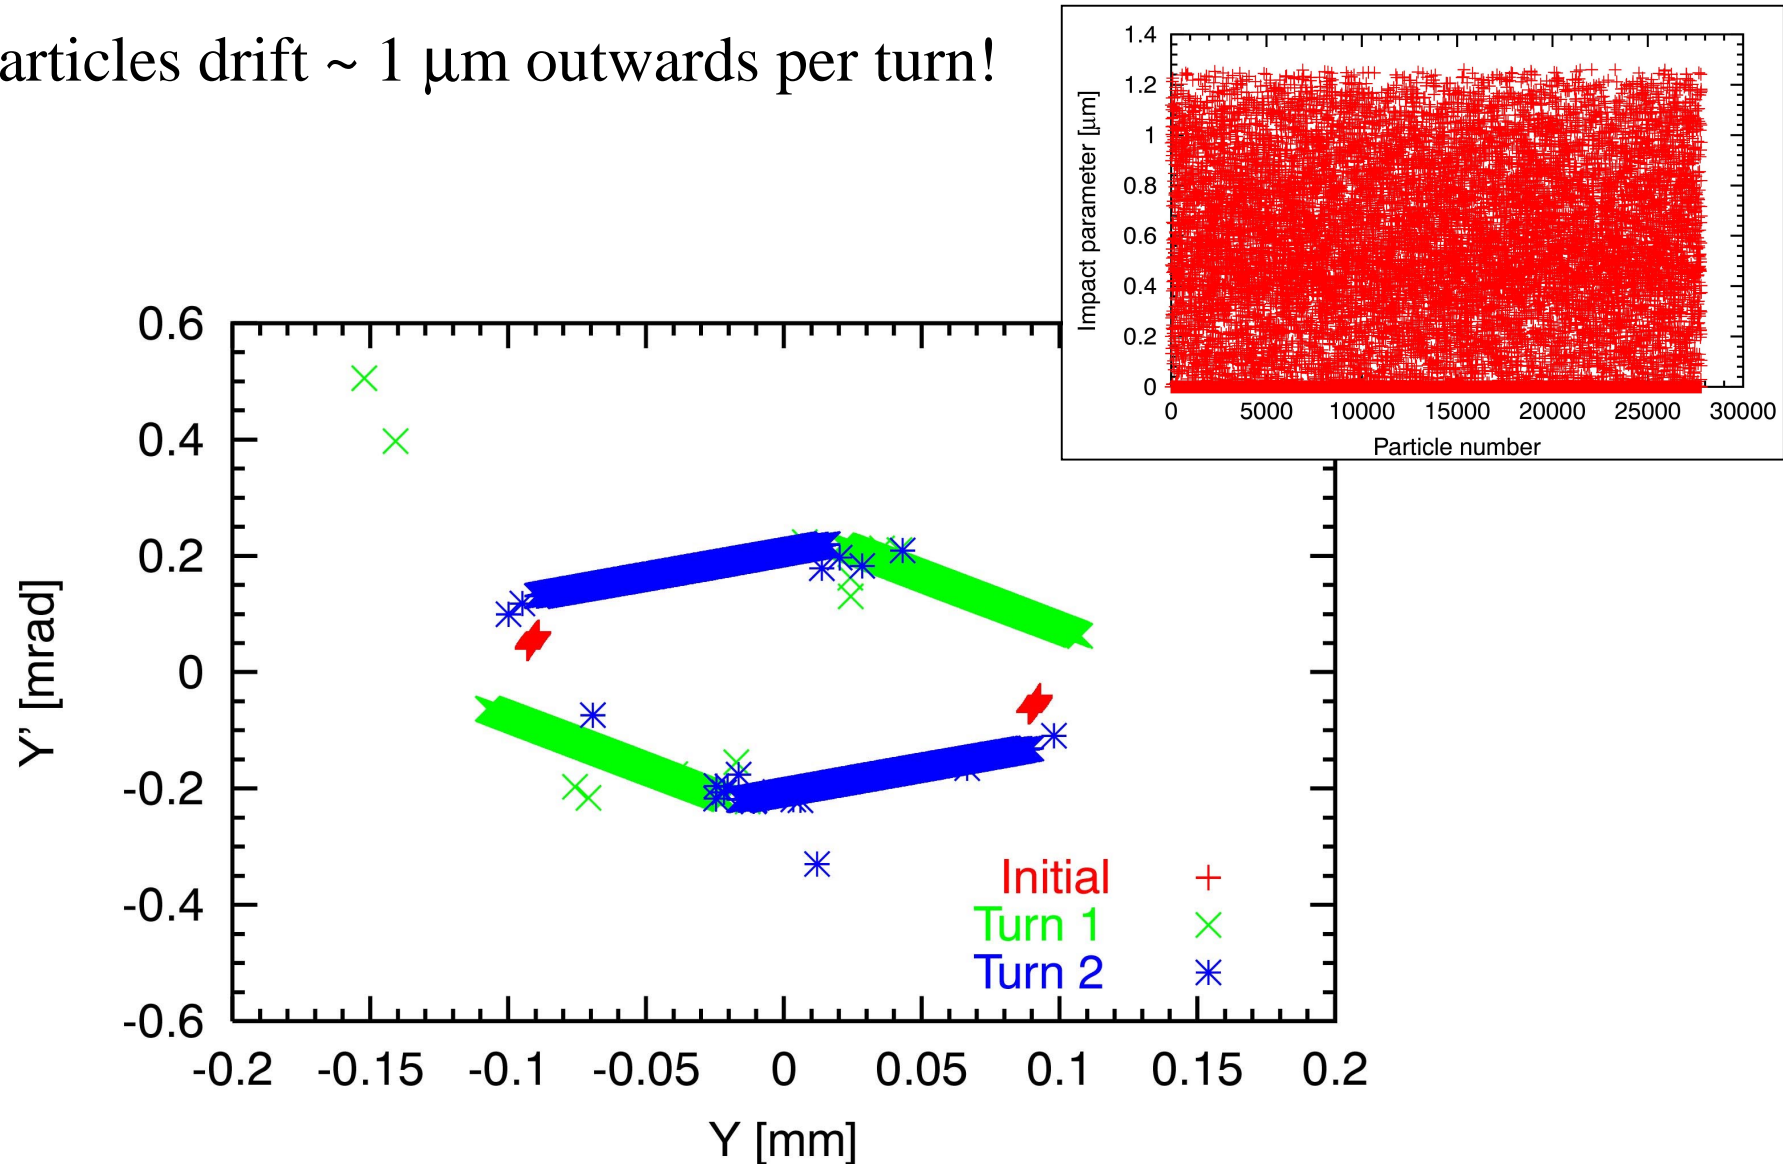 articles drift ~ 1 μm outwards per turn!
1.4
1.2
1
0.8
0.6
0.4
0.2
0
Impact parameter [μm]
0 5000 10000 15000 20000 25000 30000
Particle number
0.6
0.4
0.2
0
-0.2
-0.4
-0.6
Y' [mrad]
Initial
Turn 1
Turn 2
-0.2 -0.15 -0.1 -0.05 0 0.05 0.1 0.15 0.2
Y [mm]